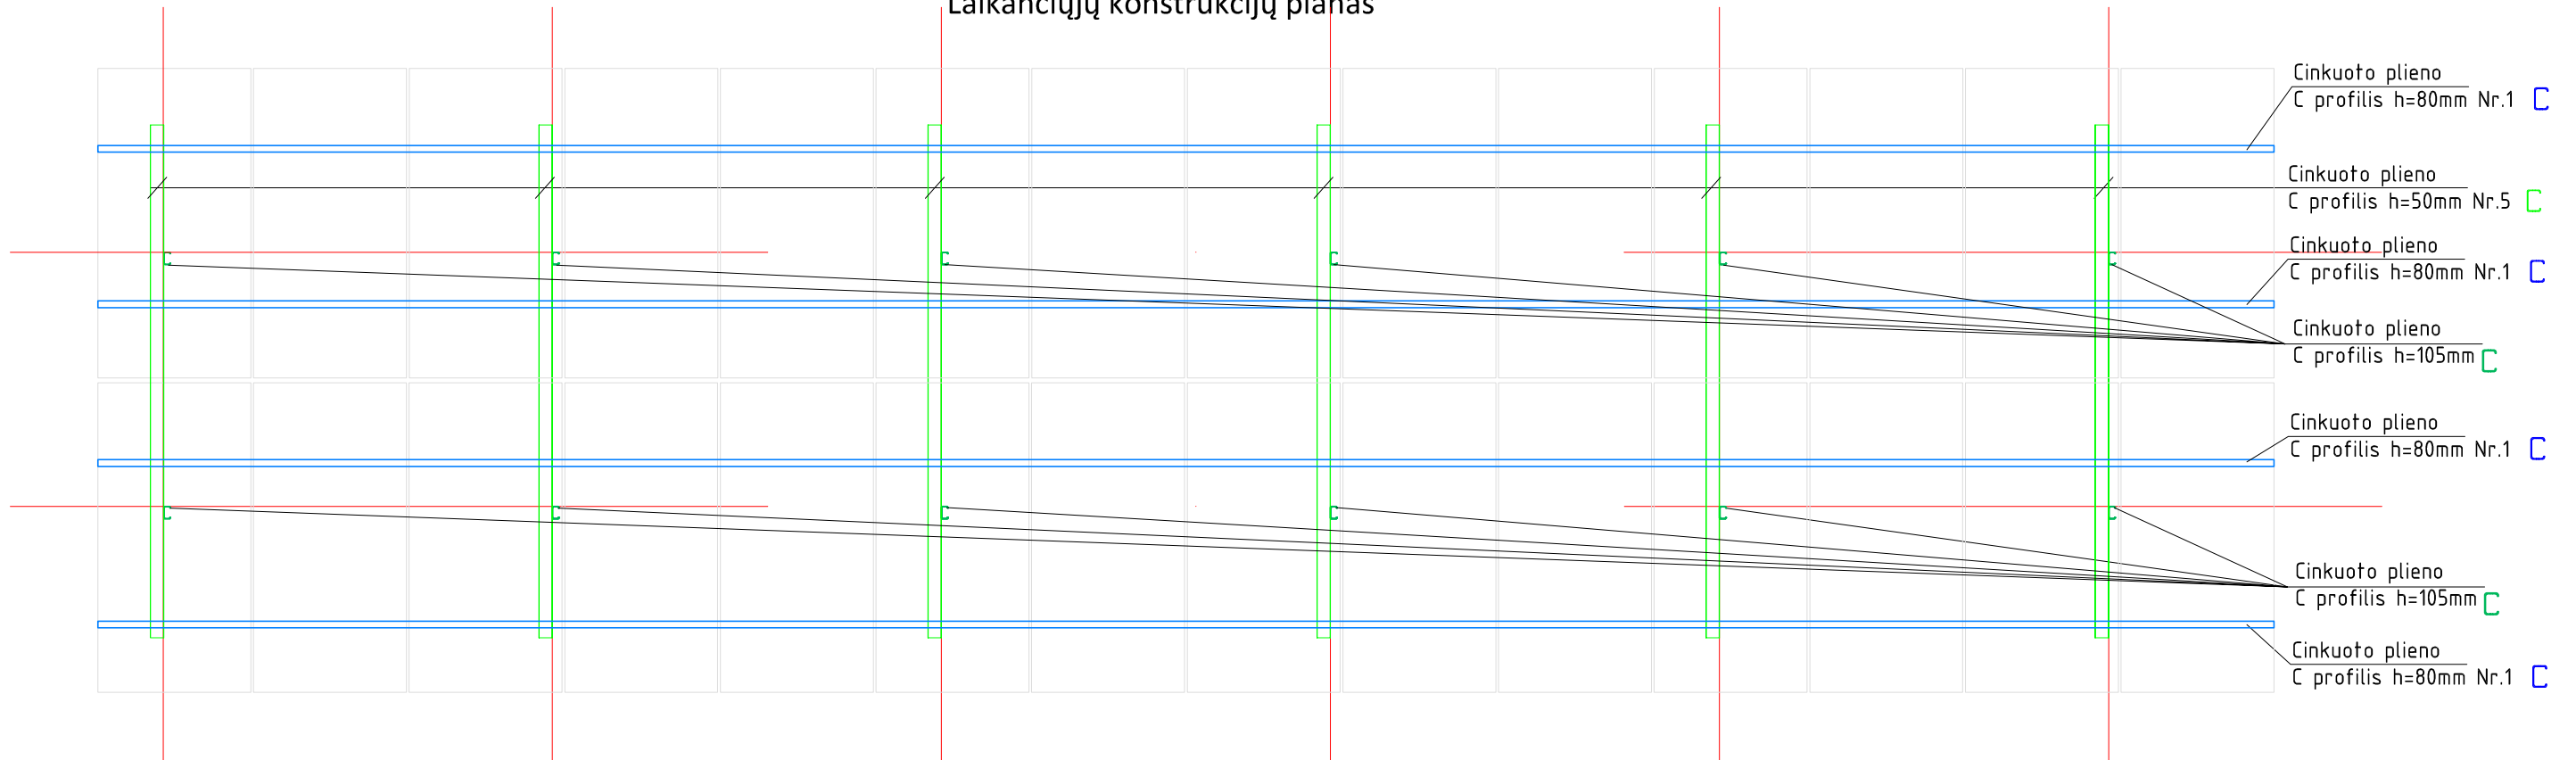 Laikančiųjų konstrukcijų planas
Cinkuoto plieno
C profilis h=80mm Nr.1
Cinkuoto plieno
C profilis h=50mm Nr.5
Cinkuoto plieno
C profilis h=80mm Nr.1
Cinkuoto plieno
C profilis h=105mm
Cinkuoto plieno
C profilis h=80mm Nr.1
Cinkuoto plieno
C profilis h=105mm
Cinkuoto plieno
C profilis h=80mm Nr.1